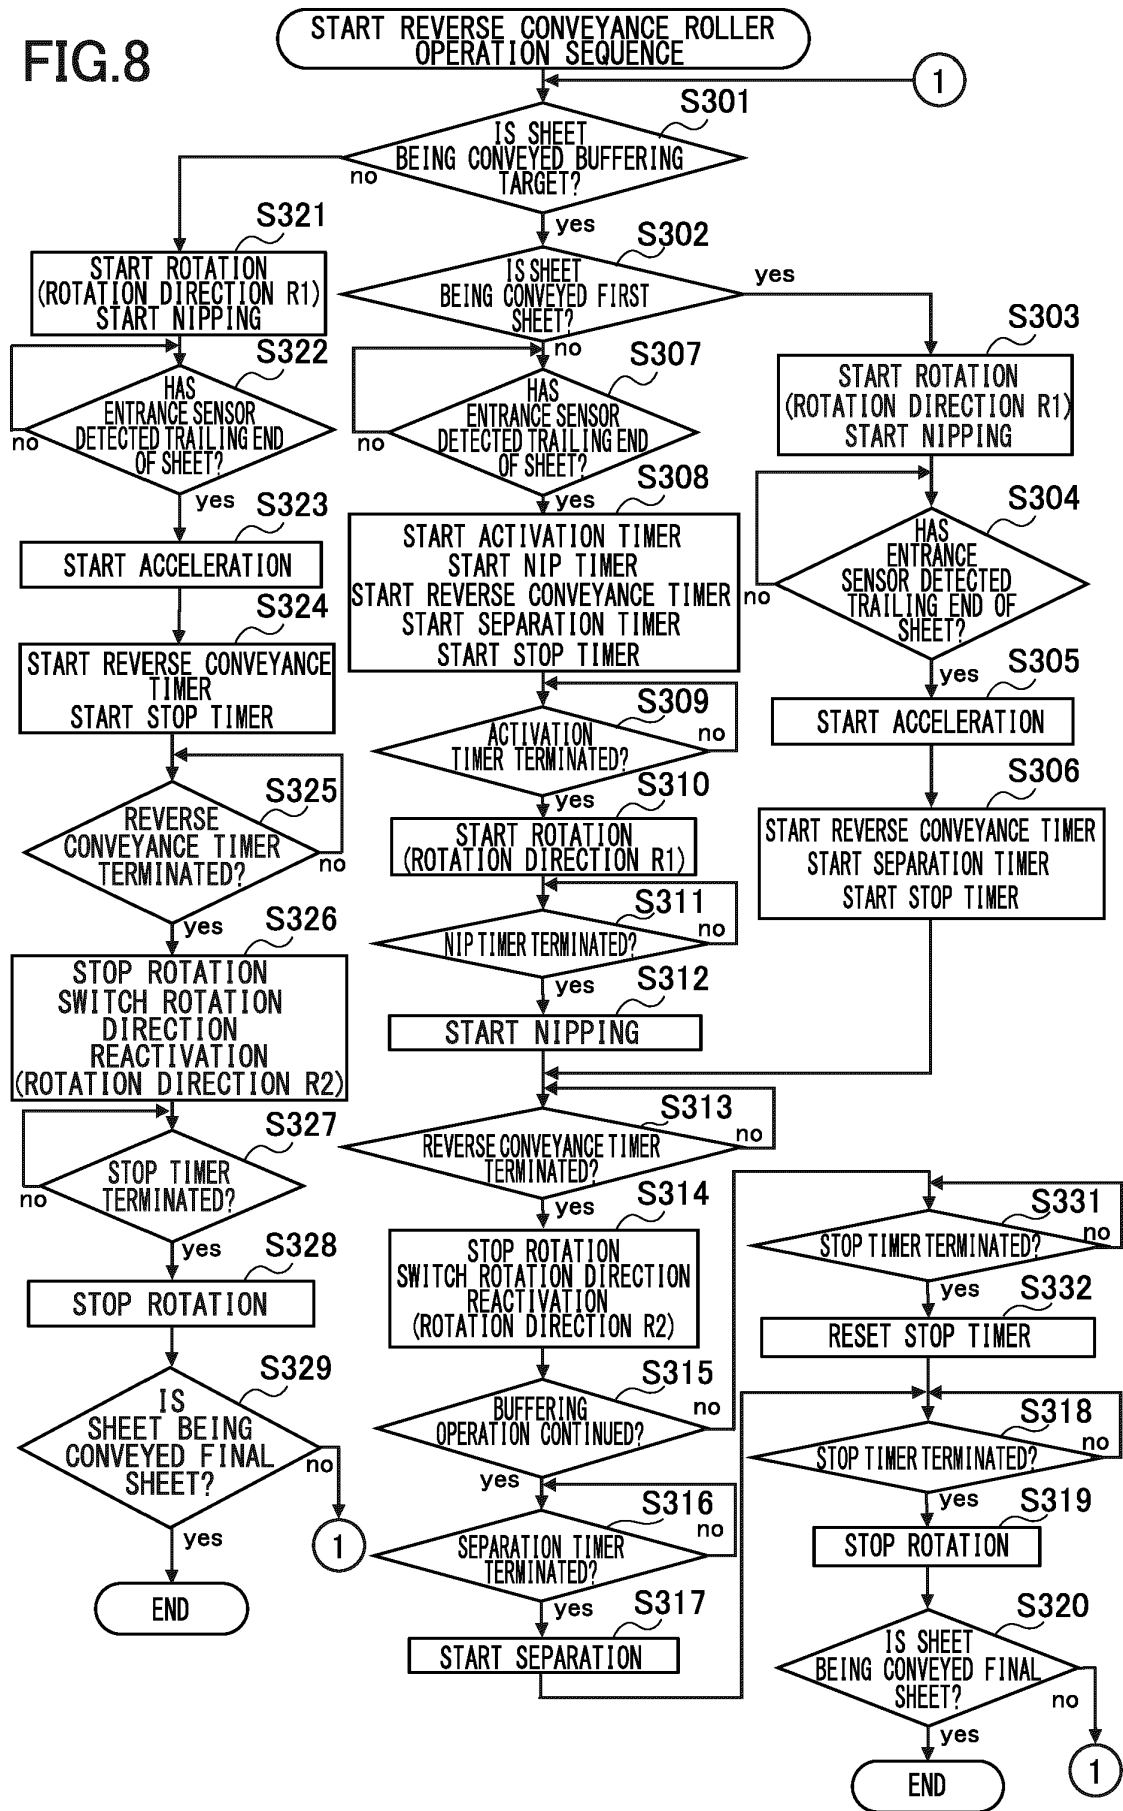 FIG.8
START REVERSE CONVEYANCE ROLLER
OPERATION SEQUENCE
1
S301
IS SHEET
BEING CONVEYED BUFFERING
TARGET?
no
yes
S321
START ROTATION
(ROTATION DIRECTION R1)
START NIPPING
S322
HAS
ENTRANCE SENSOR
DETECTED TRAILING END
OF SHEET?
no
yes
S323
START ACCELERATION
S324
START REVERSE CONVEYANCE
TIMER
START STOP TIMER
S325
REVERSE
CONVEYANCE TIMER
TERMINATED?
no
yes
S326
STOP ROTATION
SWITCH ROTATION
DIRECTION
REACTIVATION
(ROTATION DIRECTION R2)
S327
STOP TIMER
TERMINATED?
no
yes
S328
STOP ROTATION
S329
IS
SHEET BEING
CONVEYED FINAL
SHEET?
no
1
yes
END
S302
IS SHEET
BEING CONVEYED FIRST
SHEET?
yes
no
S307
HAS
ENTRANCE SENSOR
DETECTED TRAILING END
OF SHEET?
no
yes
S308
START ACTIVATION TIMER
START NIP TIMER
START REVERSE CONVEYANCE TIMER
START SEPARATION TIMER
START STOP TIMER
S309
ACTIVATION
TIMER TERMINATED?
no
yes
S310
START ROTATION
(ROTATION DIRECTION R1)
S311
NIP TIMER TERMINATED?
no
yes
S312
START NIPPING
S313
REVERSE CONVEYANCE TIMER
TERMINATED?
no
yes
S314
STOP ROTATION
SWITCH ROTATION DIRECTION
REACTIVATION
(ROTATION DIRECTION R2)
S315
BUFFERING
OPERATION CONTINUED?
no
yes
S316
SEPARATION TIMER
TERMINATED?
no
yes
S317
START SEPARATION
S303
START ROTATION
(ROTATION DIRECTION R1)
START NIPPING
S304
HAS
ENTRANCE
SENSOR DETECTED
TRAILING END OF
SHEET?
no
yes
S305
START ACCELERATION
S306
START REVERSE CONVEYANCE TIMER
START SEPARATION TIMER
START STOP TIMER
S331
STOP TIMER TERMINATED?
no
yes
S332
RESET STOP TIMER
S318
STOP TIMER TERMINATED?
no
yes
S319
STOP ROTATION
S320
IS SHEET
BEING CONVEYED FINAL
SHEET?
no
yes
1
END